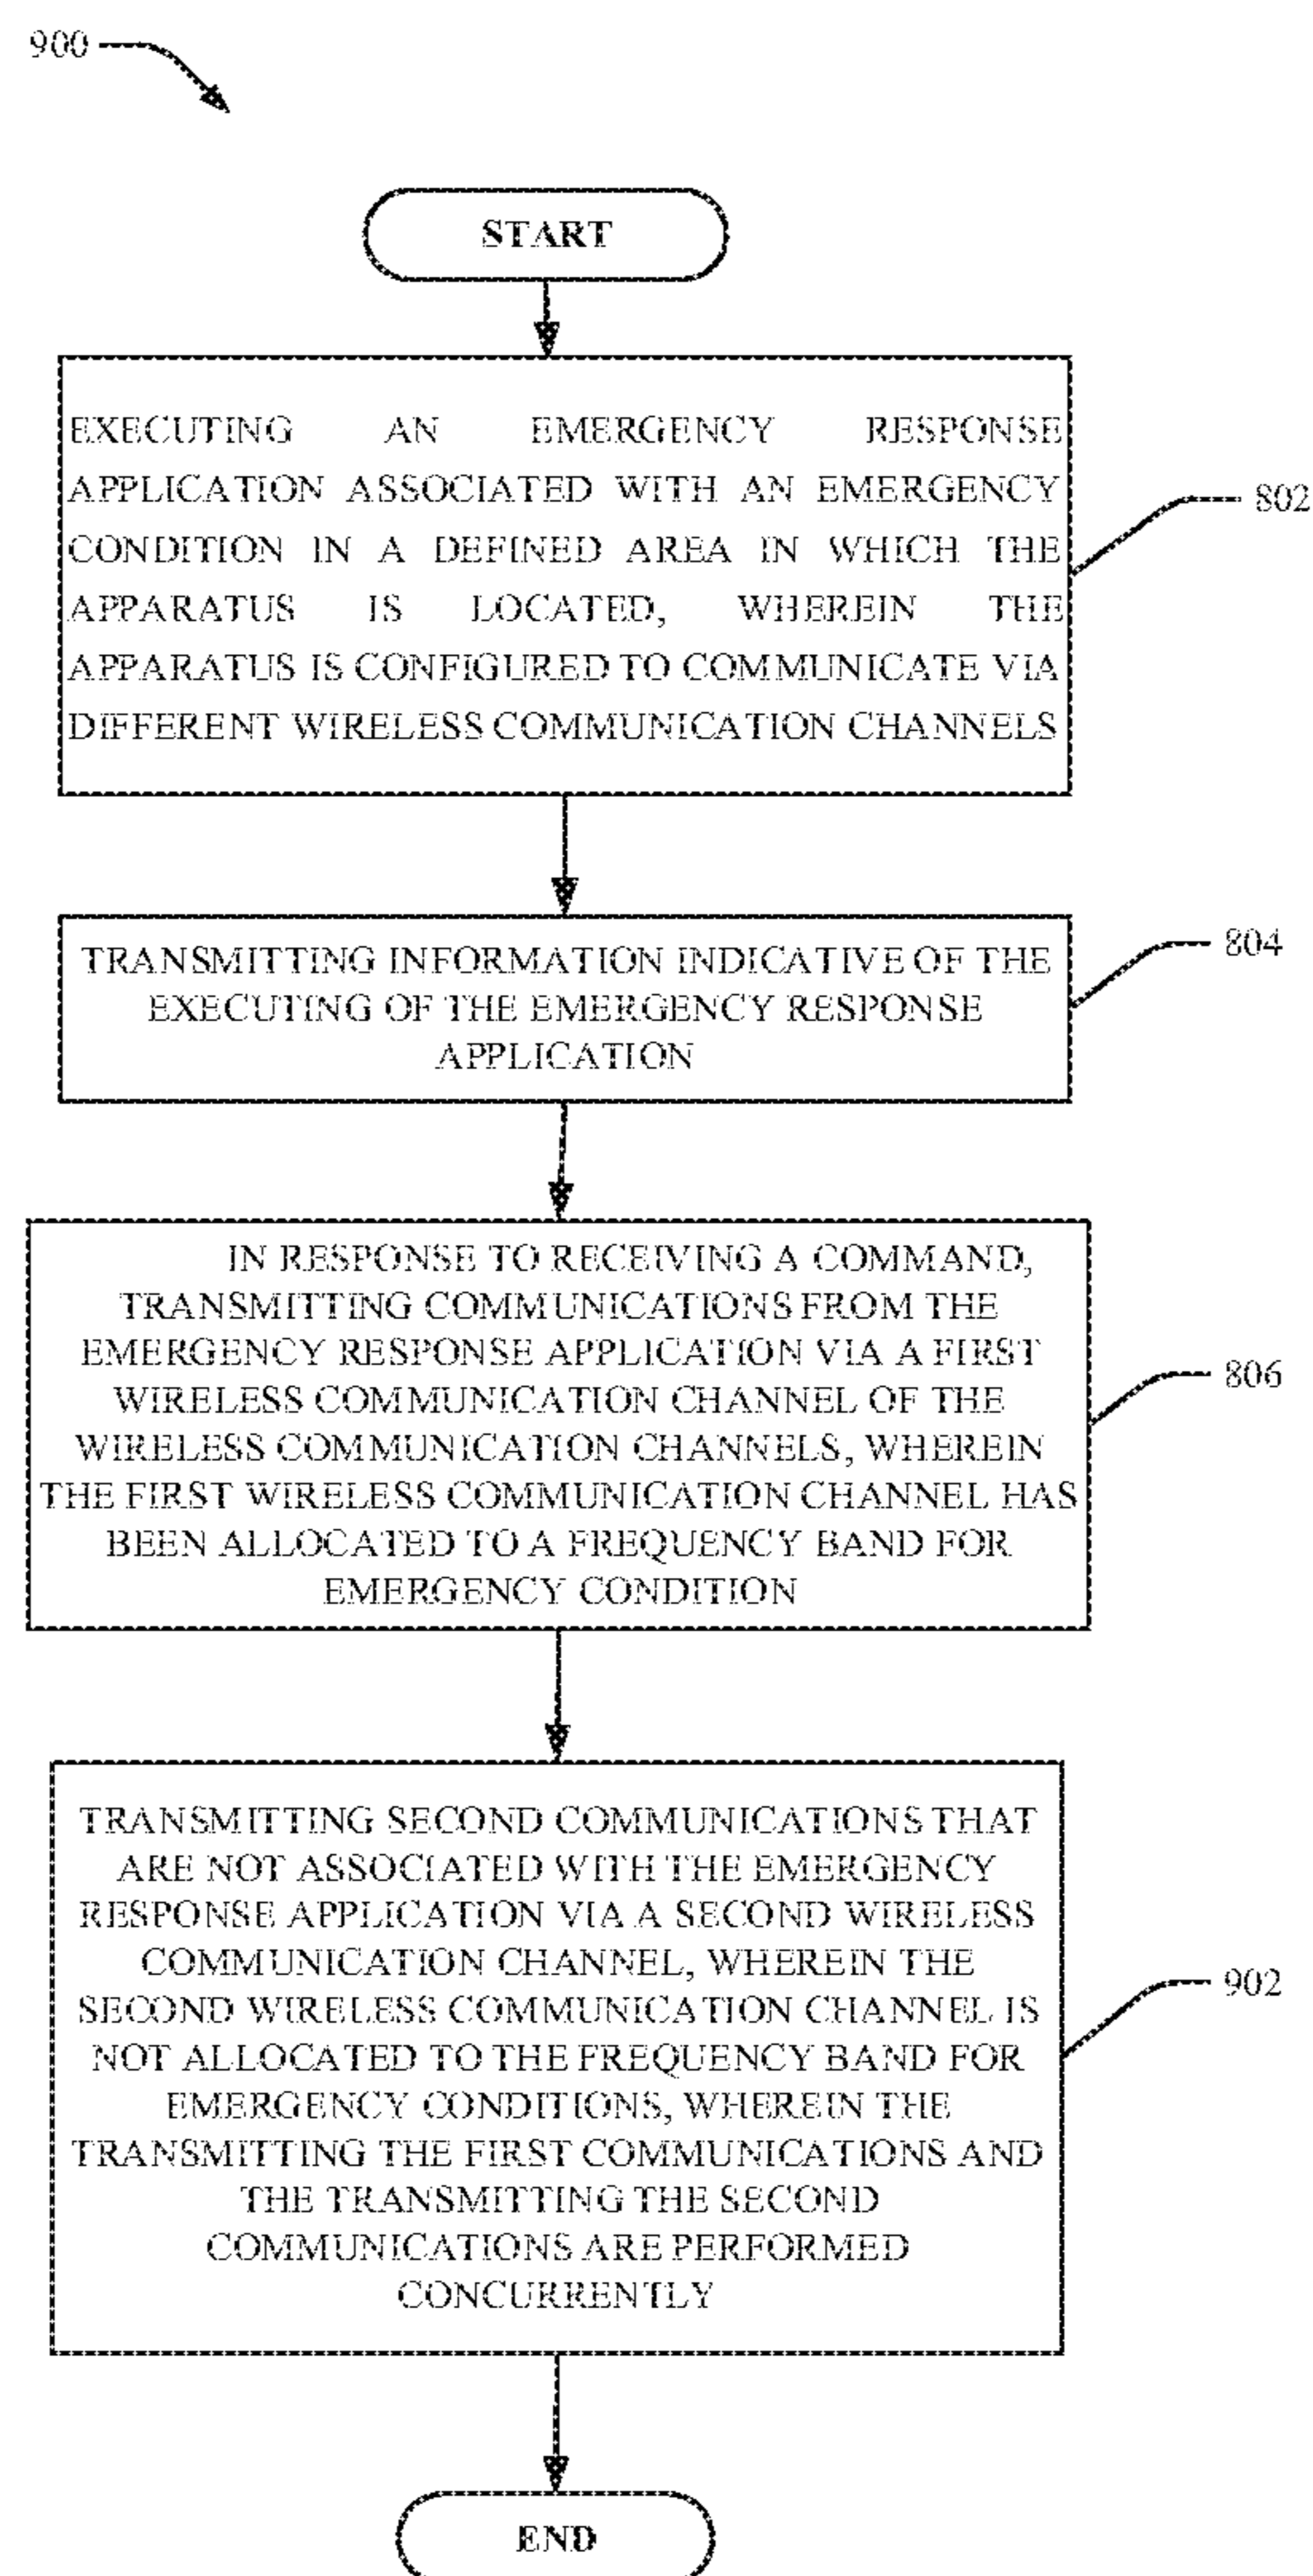 900
START
EXECUTING AN EMERGENCY RESPONSE
APPLICATION ASSOCIATED WITH AN EMERGENCY
CONDITION IN A DEFINED AREA IN WHICH THE
APPARATUS IS LOCATED, WHEREIN THE
APPARATUS IS CONFIGURED TO COMMUNICATE VIA
DIFFERENT WIRELESS COMMUNICATION CHANNELS
802
TRANSMITTING INFORMATION INDICATIVE OF THE
EXECUTING OF THE EMERGENCY RESPONSE
APPLICATION
804
IN RESPONSE TO RECEIVING A COMMAND,
TRANSMITTING COMMUNICATIONS FROM THE
EMERGENCY RESPONSE APPLICATION VIA A FIRST
WIRELESS COMMUNICATION CHANNEL OF THE
WIRELESS COMMUNICATION CHANNELS, WHEREIN
THE FIRST WIRELESS COMMUNICATION CHANNEL HAS
BEEN ALLOCATED TO A FREQUENCY BAND FOR
EMERGENCY CONDITION
806
TRANSMITTING SECOND COMMUNICATIONS THAT
ARE NOT ASSOCIATED WITH THE EMERGENCY
RESPONSE APPLICATION VIA A SECOND WIRELESS
COMMUNICATION CHANNEL, WHEREIN THE
SECOND WIRELESS COMMUNICATION CHANNEL IS
NOT ALLOCATED TO THE FREQUENCY BAND FOR
EMERGENCY CONDITIONS, WHEREIN THE
TRANSMITTING THE FIRST COMMUNICATIONS AND
THE TRANSMITTING THE SECOND
COMMUNICATIONS ARE PERFORMED
CONCURRENTLY
902
END